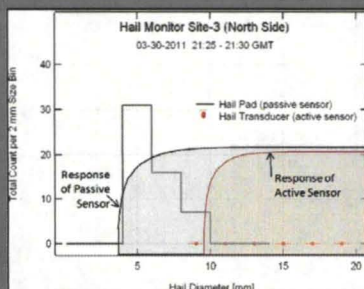 Hail Monitor Site-3 (North Side)
03-30-2011 21:25 - 21:30 GMT
Total Count per 2 mm Size Bin
40
30
20
10
0
Hail Pad (passive sensor)
Hail Transducer (active sensor)
Response
of Passive
Sensor
Response of
Active Sensor
5
10
15
20
Hail Diameter [mm]